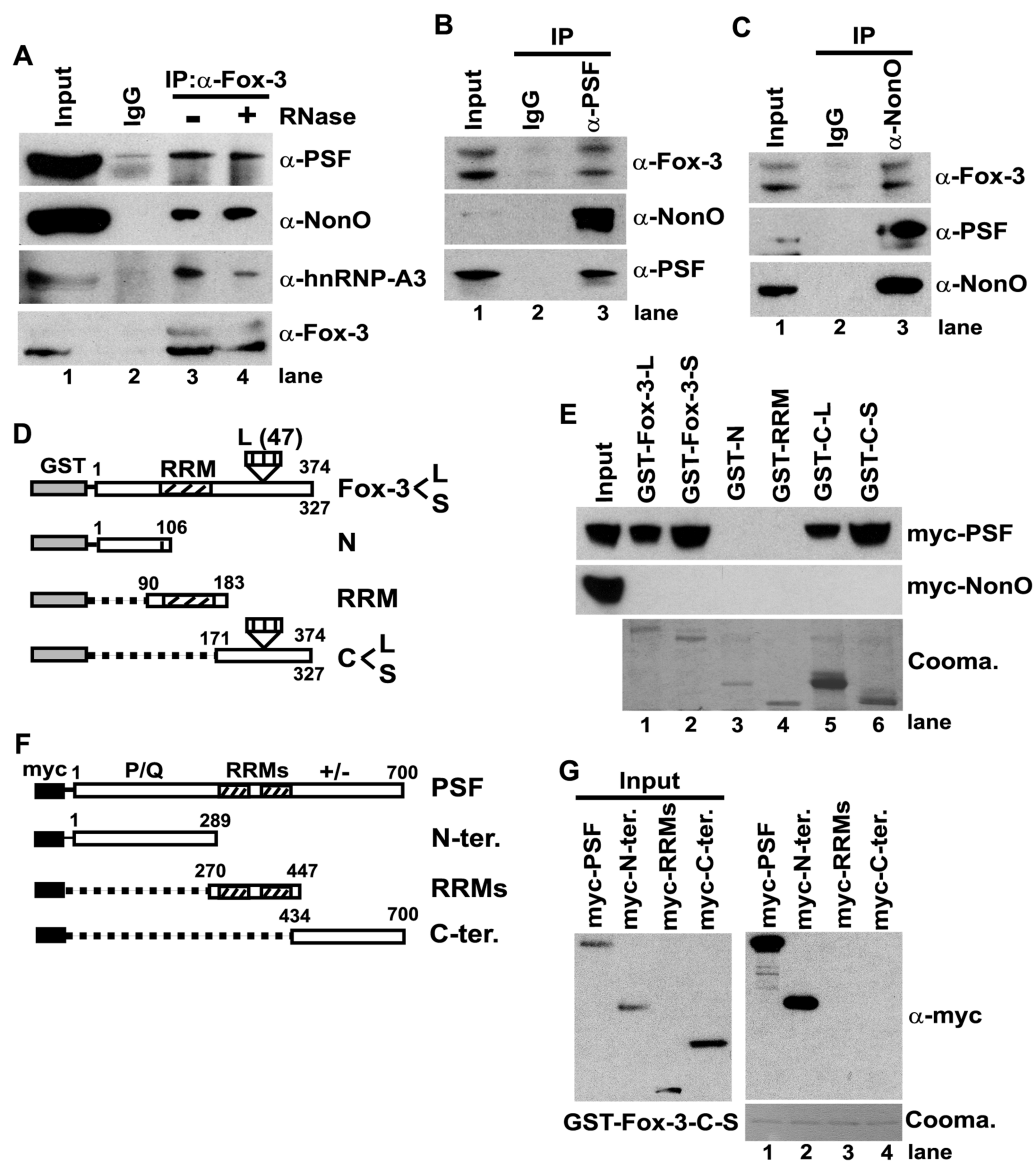 A
Input
IgG
IP:α-Fox-3
- + RNase
α-PSF
α-NonO
α-hnRNP-A3
α-Fox-3
1 2 3 4 lane
B
IP
Input
IgG
α-PSF
α-Fox-3
α-NonO
α-PSF
1 2 3 lane
C
IP
Input
IgG
α-NonO
α-Fox-3
α-PSF
α-NonO
1 2 3 lane
D
L (47)
GST 1 RRM 374
327
Fox-3< L
S
1 106
N
90 183
RRM
171 374
327
C< L
S
E
Input
GST-Fox-3-L
GST-Fox-3-S
GST-N
GST-RRM
GST-C-L
GST-C-S
myc-PSF
myc-NonO
Cooma.
1 2 3 4 5 6 lane
F
myc 1 P/Q RRMs +/- 700
PSF
1 289
N-ter.
270 447
RRMs
434 700
C-ter.
G
Input
myc-PSF
myc-N-ter.
myc-RRMs
myc-C-ter.
myc-PSF
myc-N-ter.
myc-RRMs
myc-C-ter.
α-myc
GST-Fox-3-C-S
Cooma.
1 2 3 4 lane